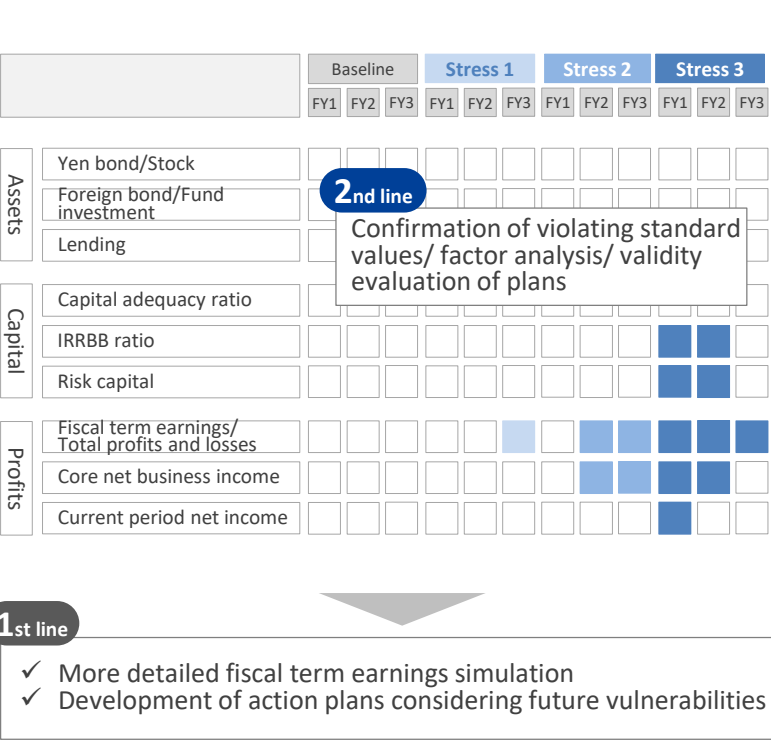 Baseline Stress 1 Stress 2 Stress 3
FY1 FY2 FY3 FY1 FY2 FY3 FY1 FY2 FY3 FY1 FY2 FY3
Assets
Yen bond/Stock
Foreign bond/Fund
investment
Lending
2nd line
Confirmation of violating standard
values/ factor analysis/ validity
evaluation of plans
Capital
Capital adequacy ratio
IRRBB ratio
Risk capital
Profits
Fiscal term earnings/
Total profits and losses
Core net business income
Current period net income
1st line
✓ More detailed fiscal term earnings simulation
✓ Development of action plans considering future vulnerabilities